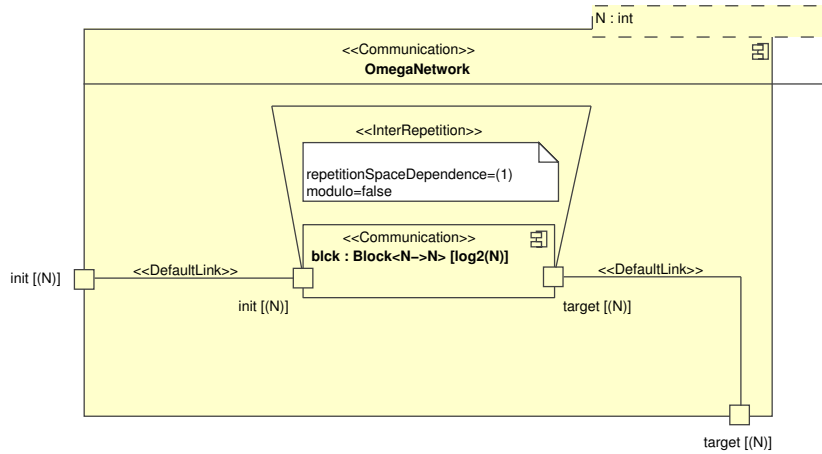 N : int
<<Communication>>
OmegaNetwork
<<InterRepetition>>
repetitionSpaceDependence=(1)
modulo=false
<<Communication>>
blck : Block<N−>N> [log2(N)]
init [(N)]
<<DefaultLink>>
<<DefaultLink>>
init [(N)]
target [(N)]
target [(N)]